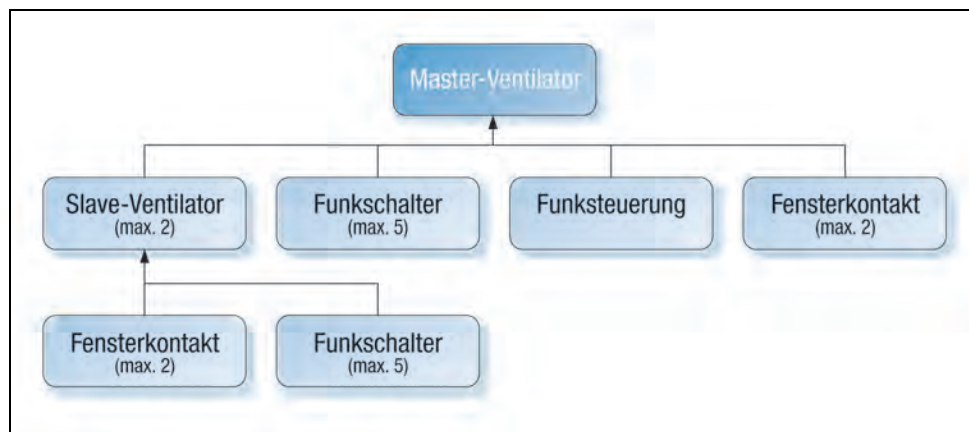 Master-Ventilator
Slave-Ventilator
(max. 2)
Funkschalter
(max. 5)
Funksteuerung
Fensterkontakt
(max. 2)
Fensterkontakt
(max. 2)
Funkschalter
(max. 5)